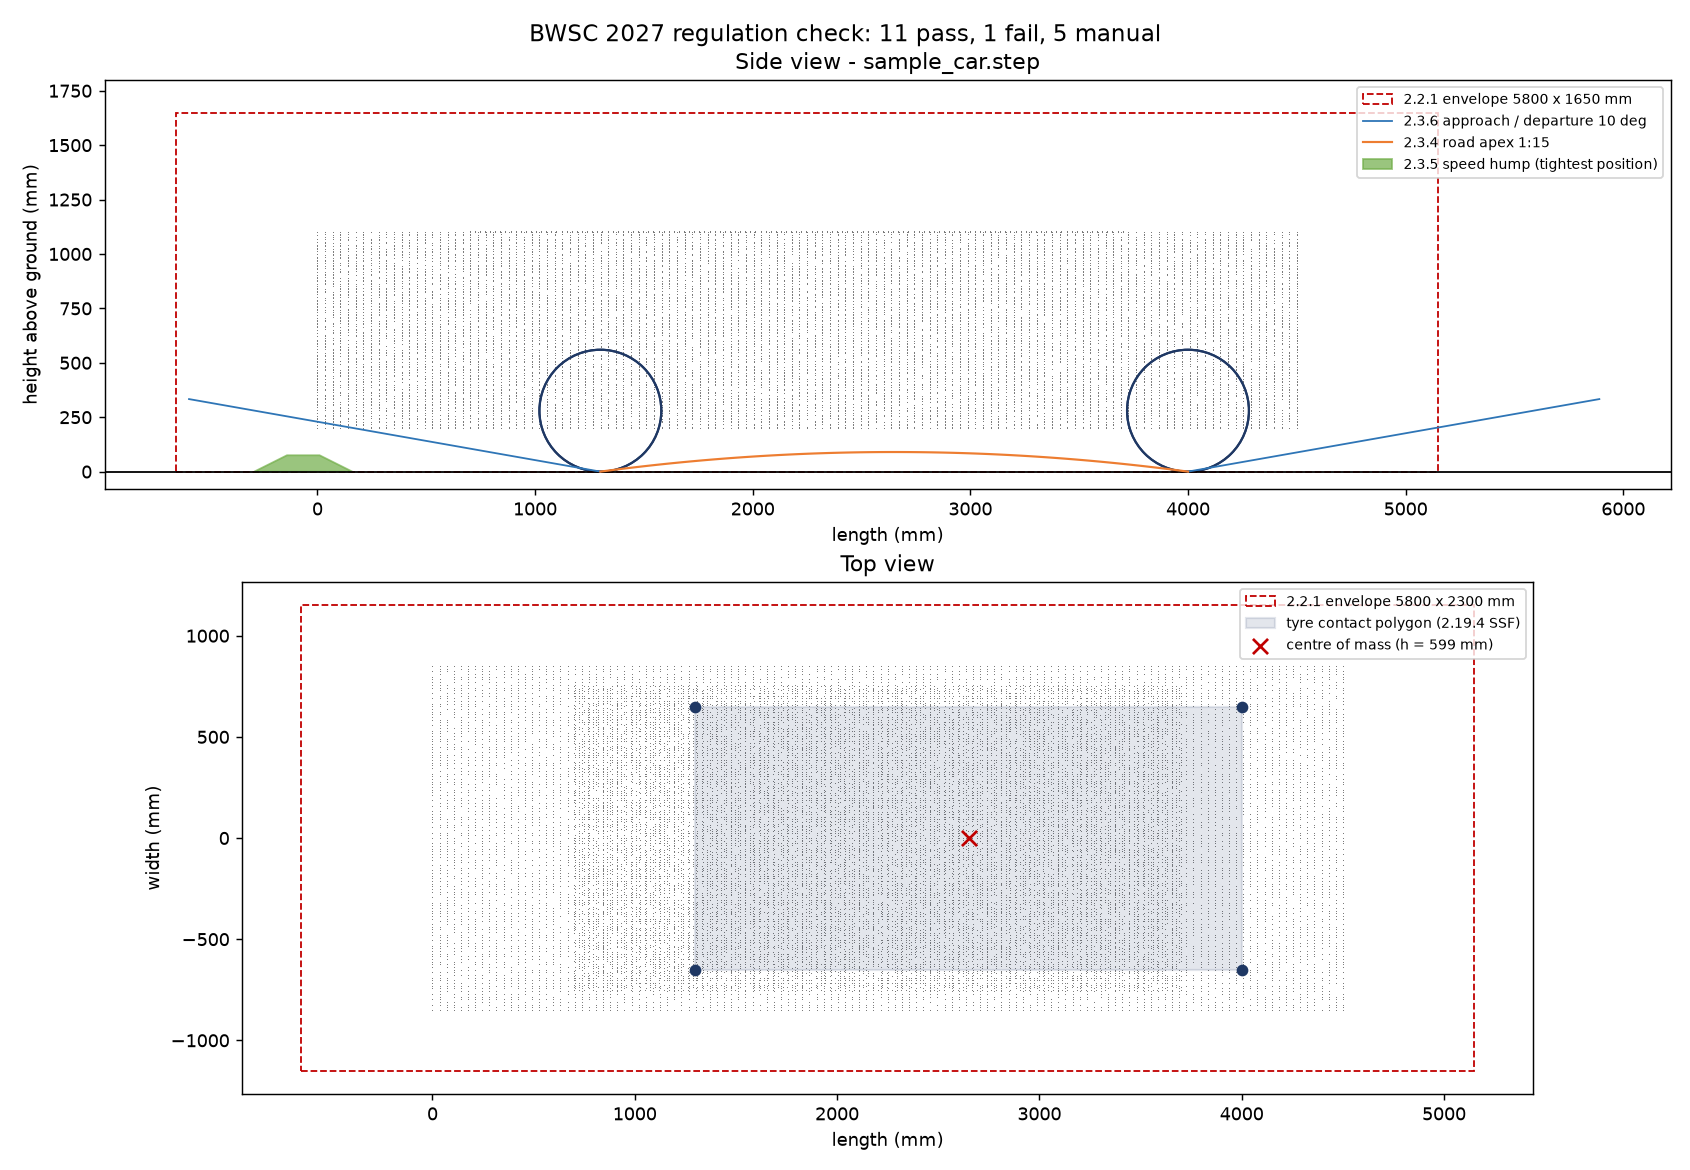 BWSC 2027 regulation check: 11 pass, 1 fail, 5 manual
Side view - sample_car.step
2.2.1 envelope 5800 x 1650 mm
2.3.6 approach / departure 10 deg
2.3.4 road apex 1:15
2.3.5 speed hump (tightest position)
height above ground (mm)
1750
1500
1250
1000
750
500
250
0
0 1000 2000 3000 4000 5000 6000
length (mm)
Top view
2.2.1 envelope 5800 x 2300 mm
tyre contact polygon (2.19.4 SSF)
centre of mass (h = 599 mm)
width (mm)
1000
500
0
−500
−1000
0 1000 2000 3000 4000 5000
length (mm)